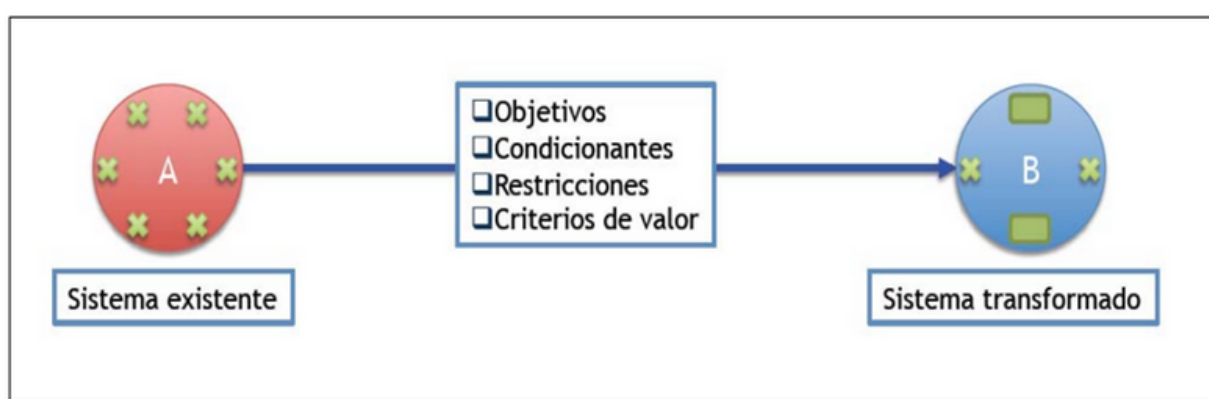 A
❑Objetivos
❑Condicionantes
❑Restricciones
❑Criterios de valor
B
Sistema existente
Sistema transformado